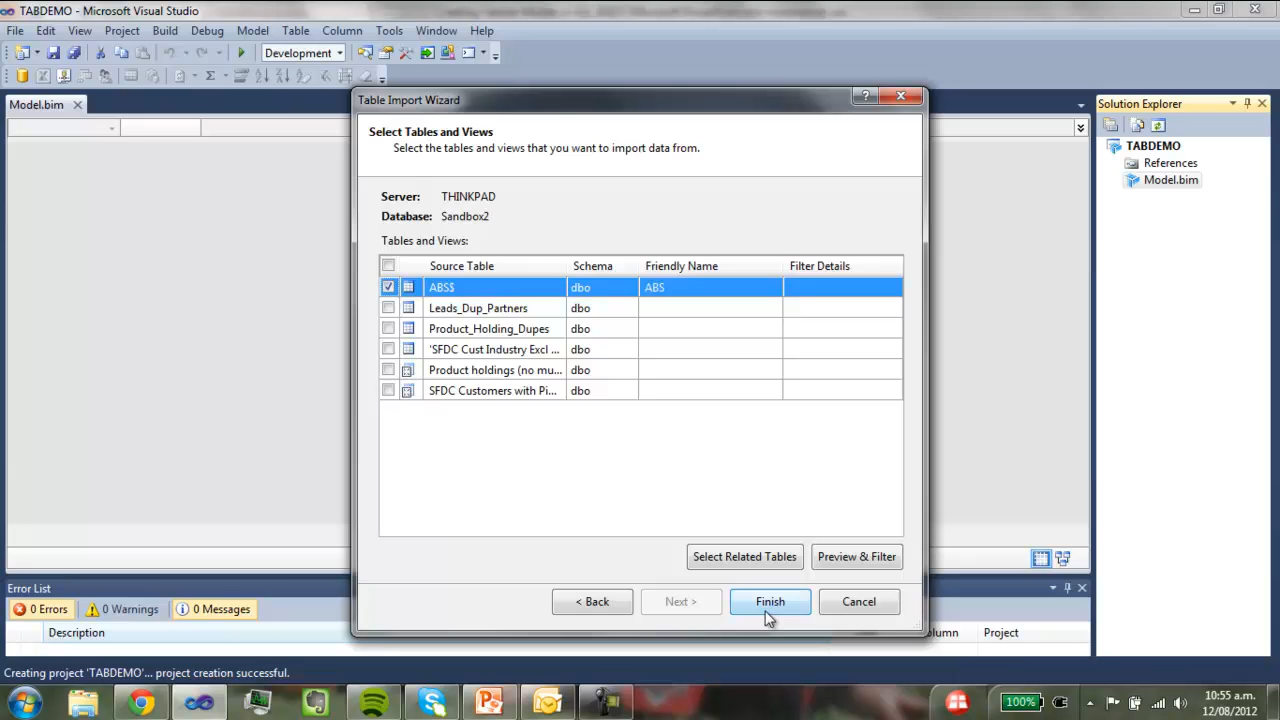 TABDEMO - Microsoft Visual Studio
File Edit View Project Build Debug Model Table Column Tools Window Help
Development
Model.bim
Table Import Wizard
Select Tables and Views
Select the tables and views that you want to import data from.
Server: THINKPAD
Database: Sandbox2
Tables and Views:
Source Table Schema Friendly Name Filter Details
ABS$ dbo ABS
Leads_Dup_Partners dbo
Product_Holding_Dupes dbo
'SFDC Cust Industry Excl ... dbo
Product holdings (no mu... dbo
SFDC Customers with Pi... dbo
Select Related Tables Preview & Filter
< Back Next > Finish Cancel
Solution Explorer
TABDEMO
References
Model.bim
Error List
0 Errors 0 Warnings 0 Messages
Description olumn Project
Creating project 'TABDEMO'... project creation successful.
100%
10:55 a.m.
12/08/2012